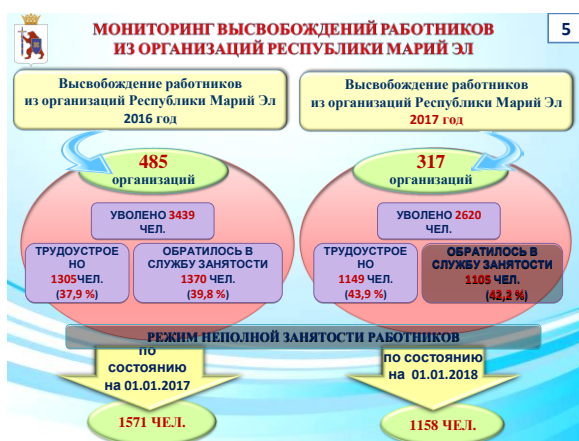 МОНИТОРИНГ ВЫСВОБОЖДЕНИЙ РАБОТНИКОВ
ИЗ ОРГАНИЗАЦИЙ РЕСПУБЛИКИ МАРИЙ ЭЛ
5
Высвобождение работников
из организаций Республики Марий Эл
2016 год
Высвобождение работников
из организаций Республики Марий Эл
2017 год
485
организаций
317
организаций
УВОЛЕНО 3439
ЧЕЛ.
УВОЛЕНО 2620
ЧЕЛ.
ТРУДОУСТРОЕ
НО
1305ЧЕЛ.
(37,9 %)
ОБРАТИЛОСЬ В
СЛУЖБУ ЗАНЯТОСТИ
1370 ЧЕЛ.
(39,8 %)
ТРУДОУСТРОЕ
НО
1149 ЧЕЛ.
(43,9 %)
ОБРАТИЛОСЬ В
СЛУЖБУ ЗАНЯТОСТИ
1105 ЧЕЛ.
(42,2 %)
РЕЖИМ НЕПОЛНОЙ ЗАНЯТОСТИ РАБОТНИКОВ
по
состоянию
на 01.01.2017
по состоянию
на 01.01.2018
1571 ЧЕЛ.
1158 ЧЕЛ.